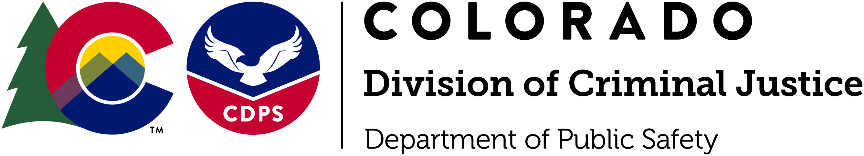 COLORADO
Division of Criminal Justice
Department of Public Safety
CDPS
TM